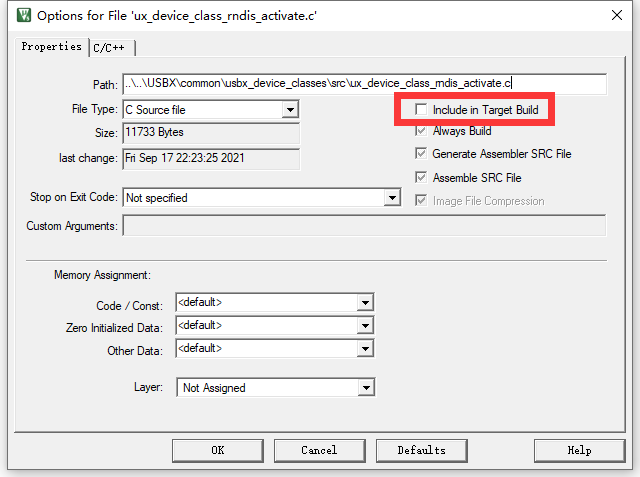 Options for File 'ux_device_class_rndis_activate.c'
Properties C/C++
Path: ..\..\USBX\common\usbx_device_classes\src\ux_device_class_rndis_activate.c
File Type: C Source file Include in Target Build
Size: 11733 Bytes Always Build
last change: Fri Sep 17 22:23:25 2021 Generate Assembler SRC File
Assemble SRC File
Stop on Exit Code: Not specified Image File Compression
Custom Arguments:
Memory Assignment:
Code / Const: <default>
Zero Initialized Data: <default>
Other Data: <default>
Layer: Not Assigned
OK Cancel Defaults Help